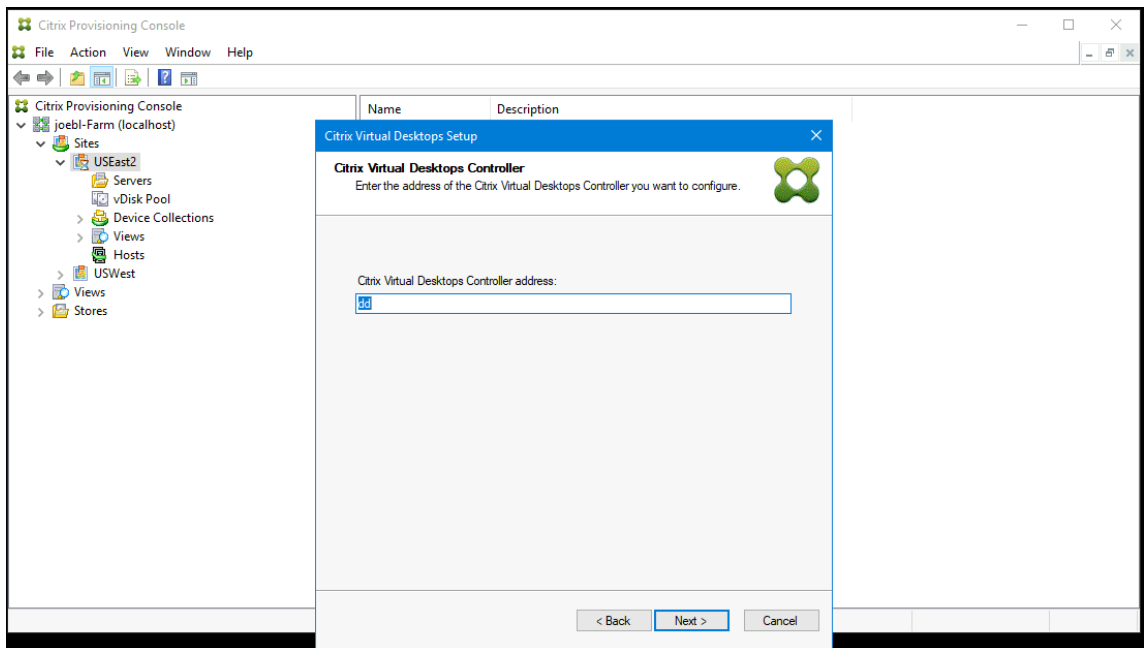 Citrix Provisioning Console
File Action View Window Help
Citrix Provisioning Console
joebl-Farm (localhost)
Sites
USEast2
Servers
vDisk Pool
Device Collections
Views
Hosts
USWest
Views
Stores
Name Description
Citrix Virtual Desktops Setup
Citrix Virtual Desktops Controller
Enter the address of the Citrix Virtual Desktops Controller you want to configure.
Citrix Virtual Desktops Controller address:
dd
< Back Next > Cancel